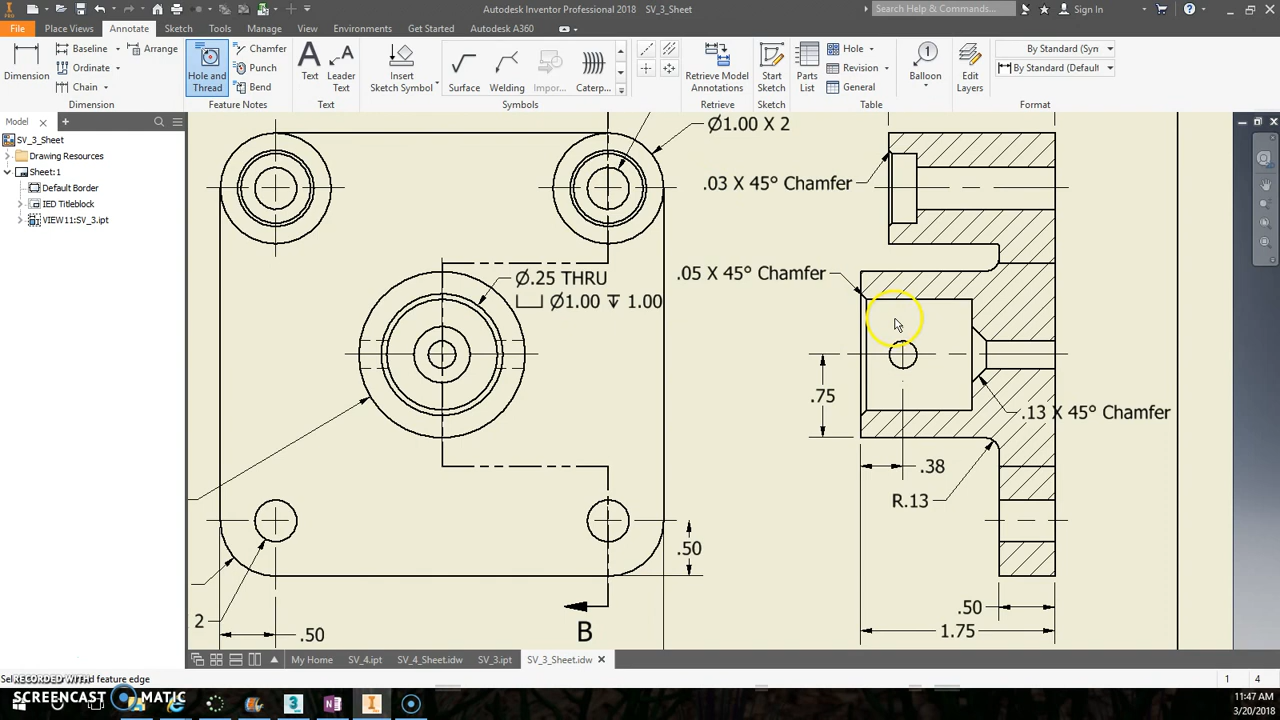 Autodesk Inventor Professional 2018 SV_3_Sheet
Search Help & Commands...
Sign In
File Place Views Annotate Sketch Tools Manage View Environments Get Started Autodesk A360
Dimension
Baseline
Ordinate
Chain
Arrange
Dimension
Hole and Thread
Chamfer
Punch
Bend
Feature Notes
Text
Leader Text
Text
Insert Sketch Symbol
Surface
Welding
Impor...
Caterp...
Symbols
Retrieve Model Annotations
Retrieve
Start Sketch
Sketch
Parts List
Hole
Revision
General
Table
Balloon
Edit Layers
By Standard (Syn
By Standard (Default
Format
Model
SV_3_Sheet
Drawing Resources
Sheet:1
Default Border
IED Titleblock
VIEW11:SV_3.ipt
Ø1.00 X 2
.03 X 45° Chamfer
.05 X 45° Chamfer
Ø.25 THRU
⌴ Ø1.00 ↧ 1.00
.75
.13 X 45° Chamfer
.38
R.13
.50
2
.50
B
.50
1.75
My Home SV_4.ipt SV_4_Sheet.idw SV_3.ipt SV_3_Sheet.idw
feature edge
1 4
RECORDED WITH
SCREENCAST MATIC
11:47 AM
3/20/2018